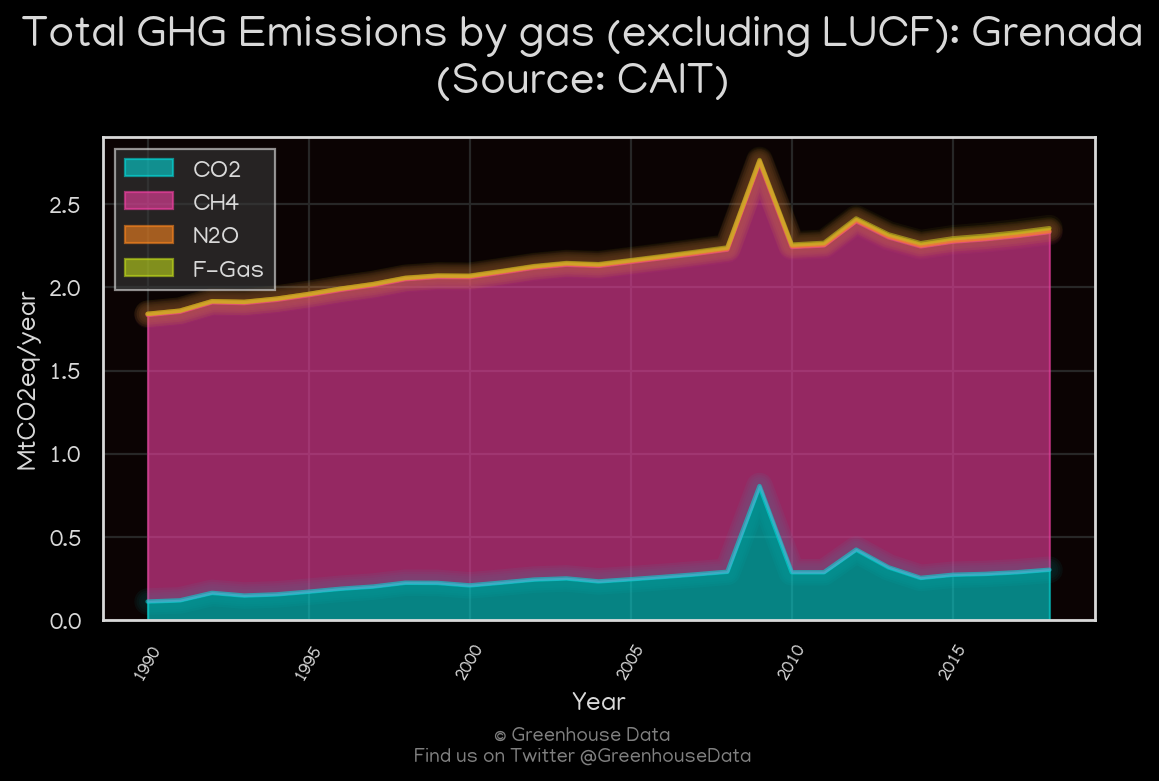 Total GHG Emissions by gas (excluding LUCF): Grenada
(Source: CAIT)
CO2
CH4
N2O
F-Gas
MtCO2eq/year
2.5
2.0
1.5
1.0
0.5
0.0
1990
1995
2000
2005
2010
2015
Year
© Greenhouse Data
Find us on Twitter @GreenhouseData